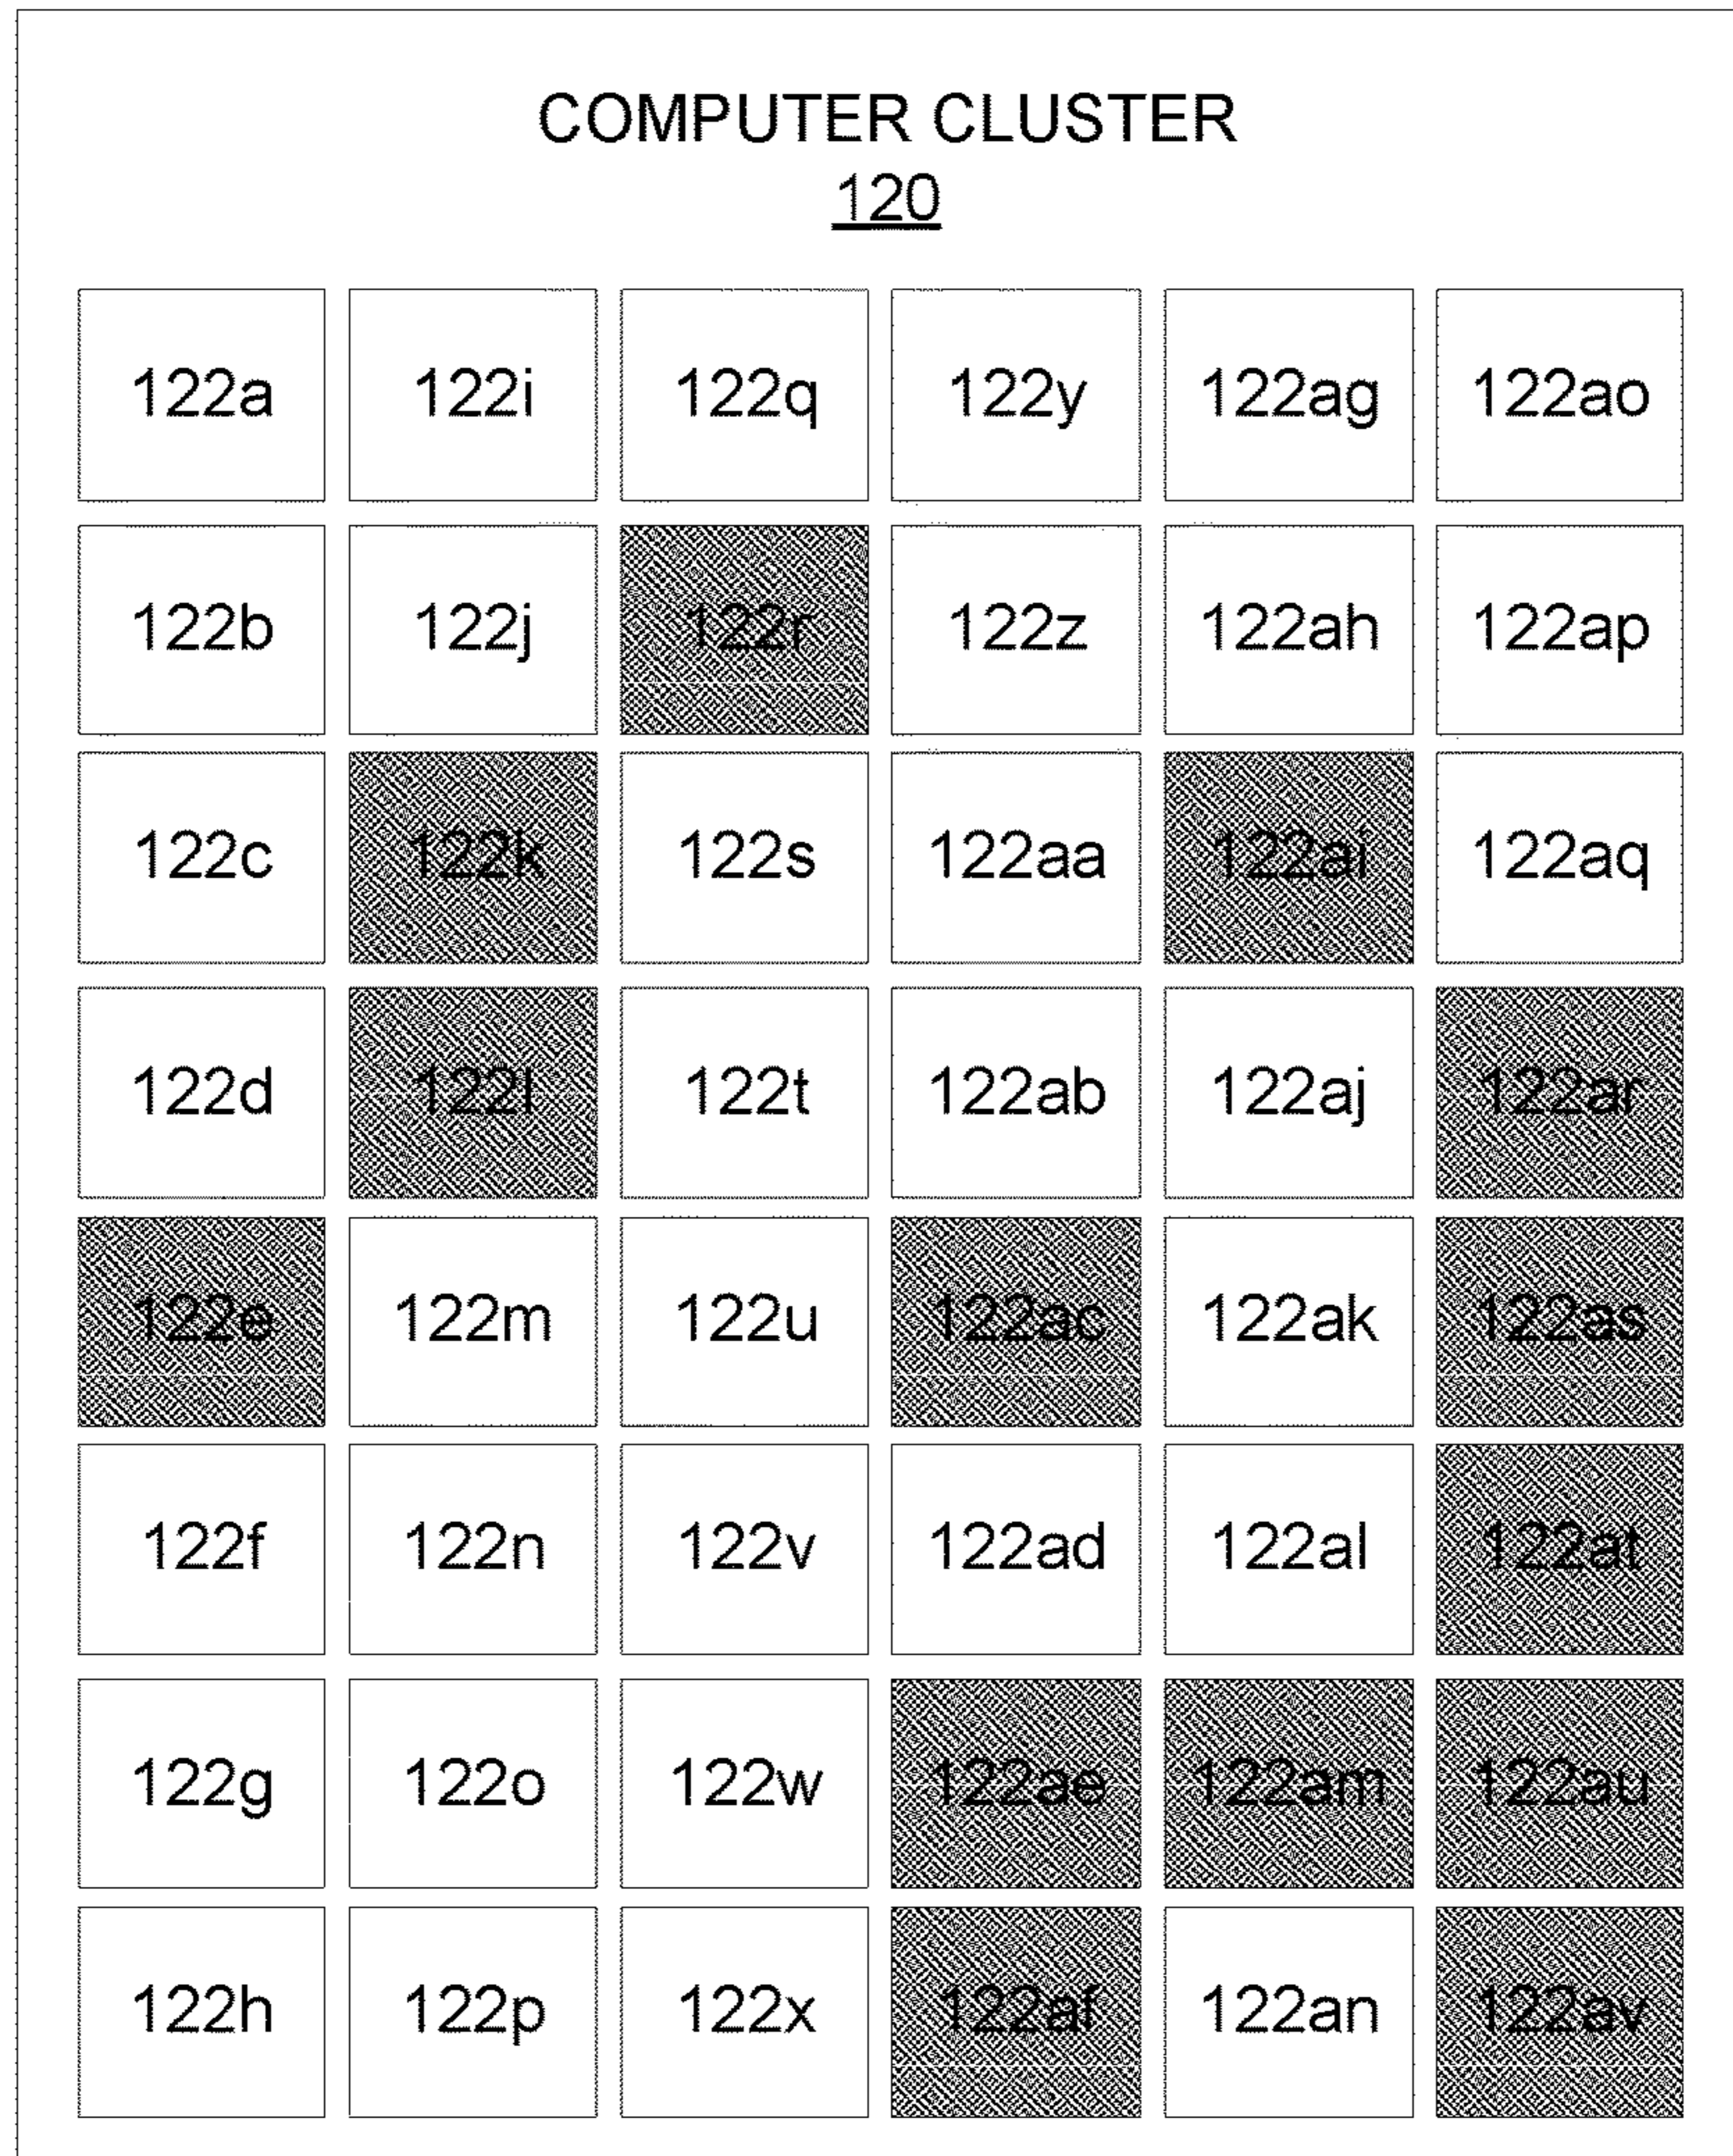 COMPUTER CLUSTER
120
122a 122i 122q 122y 122ag 122ao
122b 122j 122r 122z 122ah 122ap
122c 122k 122s 122aa 122ai 122aq
122d 122l 122t 122ab 122aj 122ar
122e 122m 122u 122ac 122ak 122as
122f 122n 122v 122ad 122al 122at
122g 122o 122w 122ae 122am 122au
122h 122p 122x 122af 122an 122av